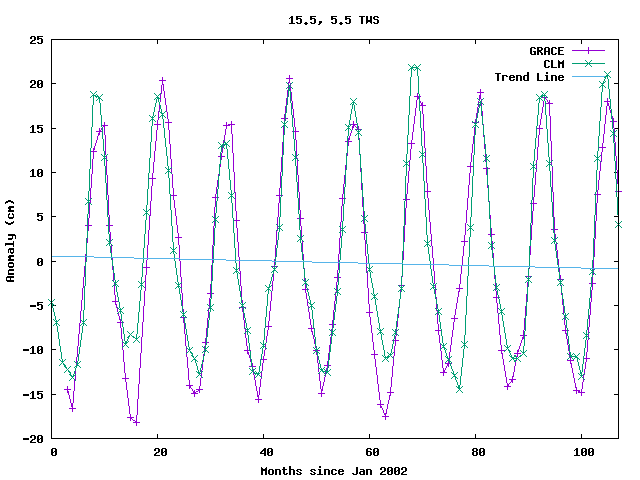 15.5, 5.5 TWS
GRACE
CLM
Trend Line
25
20
15
10
5
0
-5
-10
-15
-20
Anomaly (cm)
0 20 40 60 80 100
Months since Jan 2002